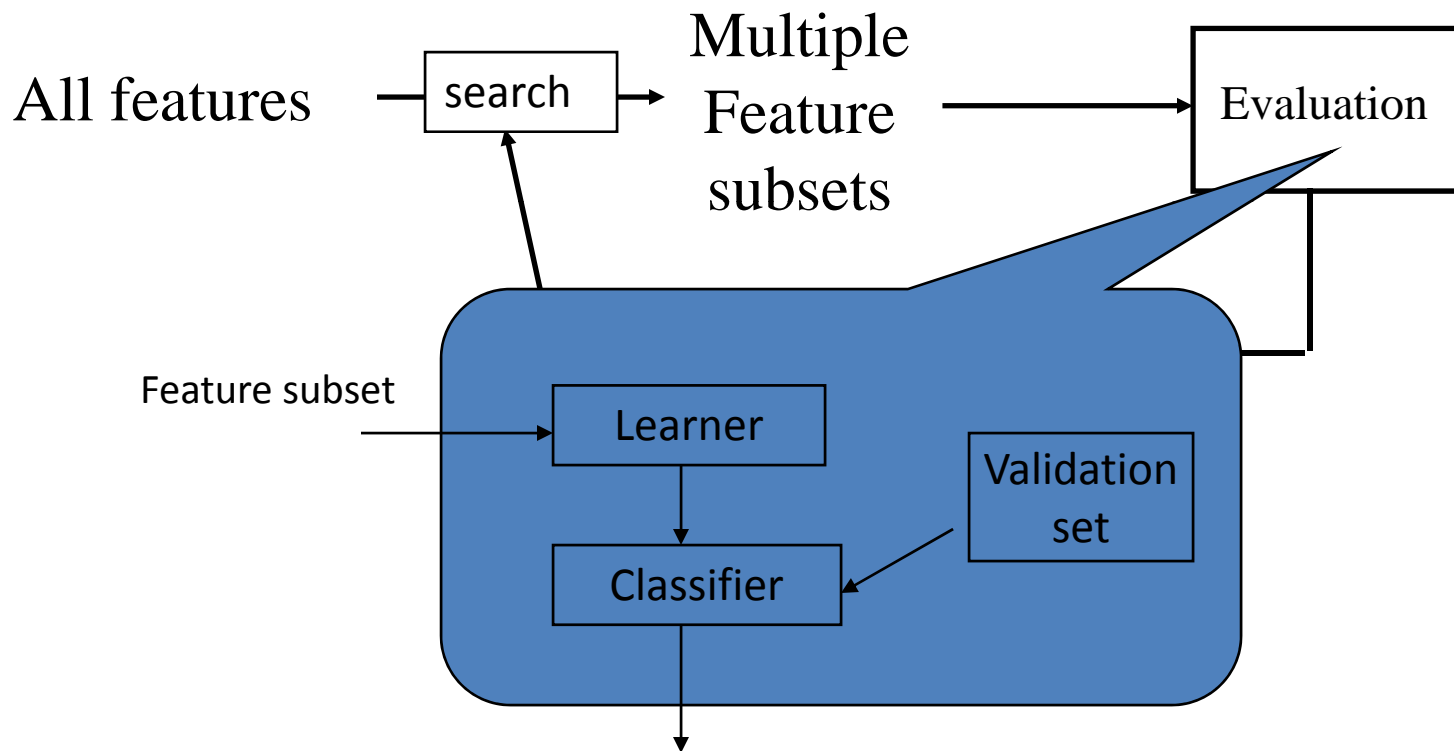 All features
search
Multiple
Feature
subsets
Evaluation
Feature subset
Learner
Validation
set
Classifier